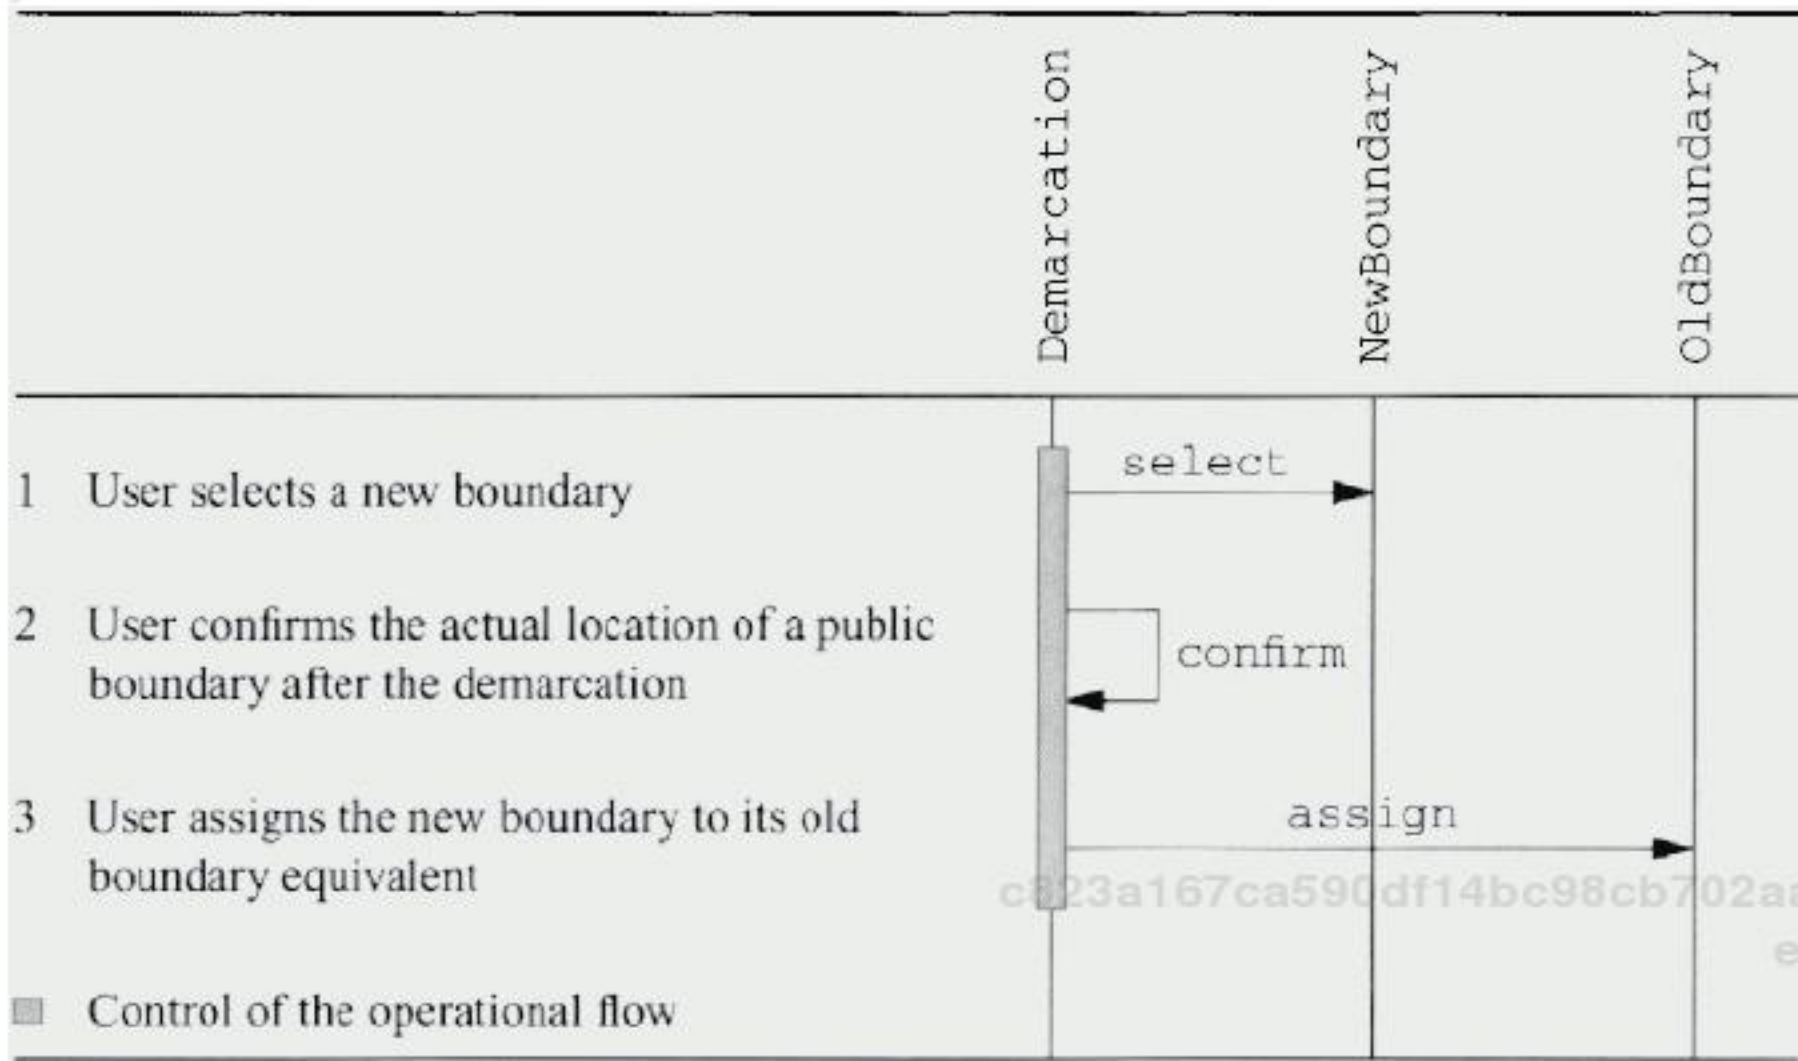 Demarcation
NewBoundary
OldBoundary
select
1 User selects a new boundary
2 User confirms the actual location of a public
boundary after the demarcation
confirm
3 User assigns the new boundary to its old
boundary equivalent
assign
c823a167ca590df14bc98cb702aa
e
Control of the operational flow